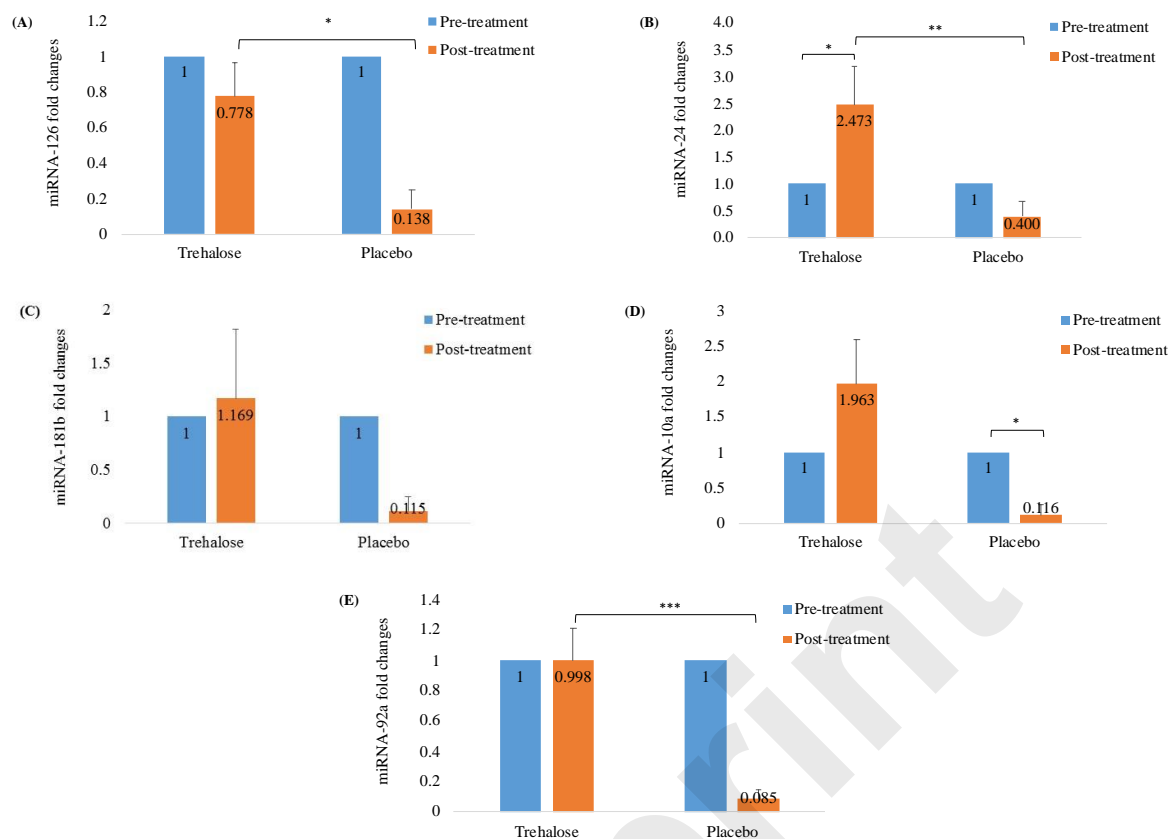 (A)
miRNA-126 fold changes
1.2
1
0.8
0.6
0.4
0.2
0
*
1
0.778
1
0.138
Trehalose
Placebo
Pre-treatment
Post-treatment
(B)
miRNA-24 fold changes
4.0
3.5
3.0
2.5
2.0
1.5
1.0
0.5
0.0
*
**
1
2.473
1
0.400
Trehalose
Placebo
Pre-treatment
Post-treatment
(C)
miRNA-181b fold changes
2
1.5
1
0.5
0
1
1.169
1
0.115
Trehalose
Placebo
Pre-treatment
Post-treatment
(D)
miRNA-10a fold changes
3
2.5
2
1.5
1
0.5
0
*
1
1.963
1
0.116
Trehalose
Placebo
Pre-treatment
Post-treatment
(E)
miRNA-92a fold changes
1.4
1.2
1
0.8
0.6
0.4
0.2
0
***
1
0.998
1
0.085
Trehalose
Placebo
Pre-treatment
Post-treatment
print